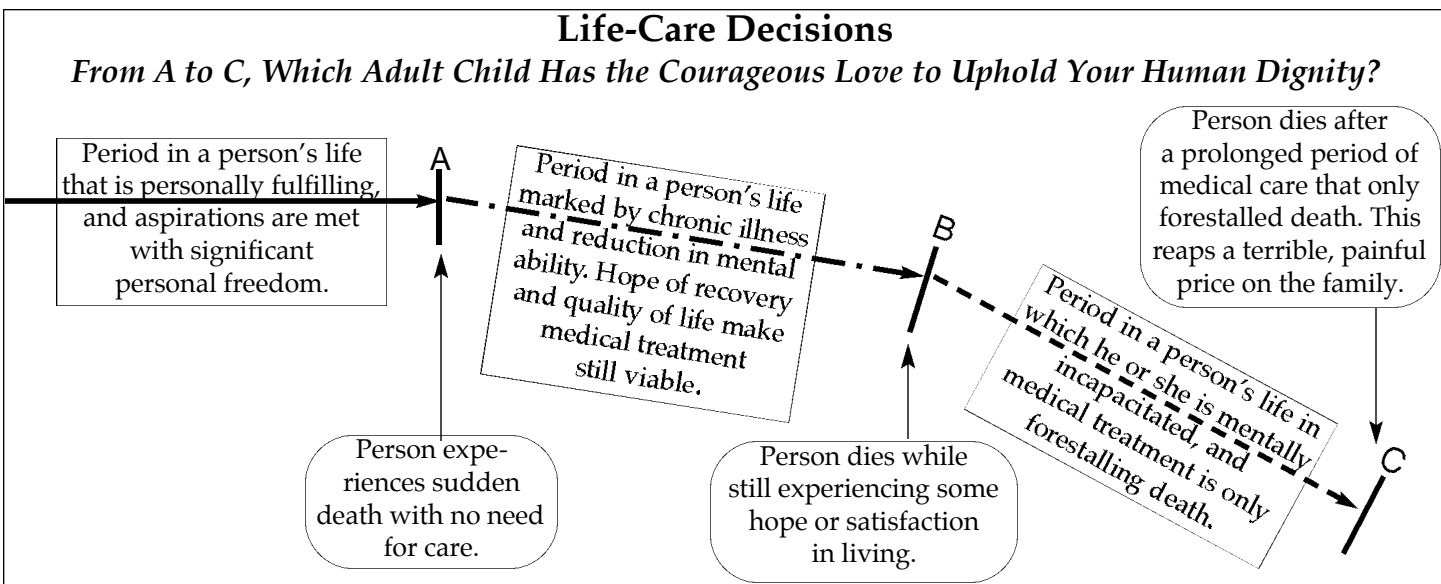 Life-Care Decisions
From A to C, Which Adult Child Has the Courageous Love to Uphold Your Human Dignity?
Period in a person's life
that is personally fulfilling,
and aspirations are met
with significant
personal freedom.
A
Person expe-
riences sudden
death with no need
for care.
Period in a person's life
marked by chronic illness
and reduction in mental
ability. Hope of recovery
and quality of life make
medical treatment
still viable.
B
Person dies while
still experiencing some
hope or satisfaction
in living.
Period in a person's life in
which he or she is mentally
incapacitated, and
medical treatment is only
forestalling death.
Person dies after
a prolonged period of
medical care that only
forestalled death. This
reaps a terrible, painful
price on the family.
C